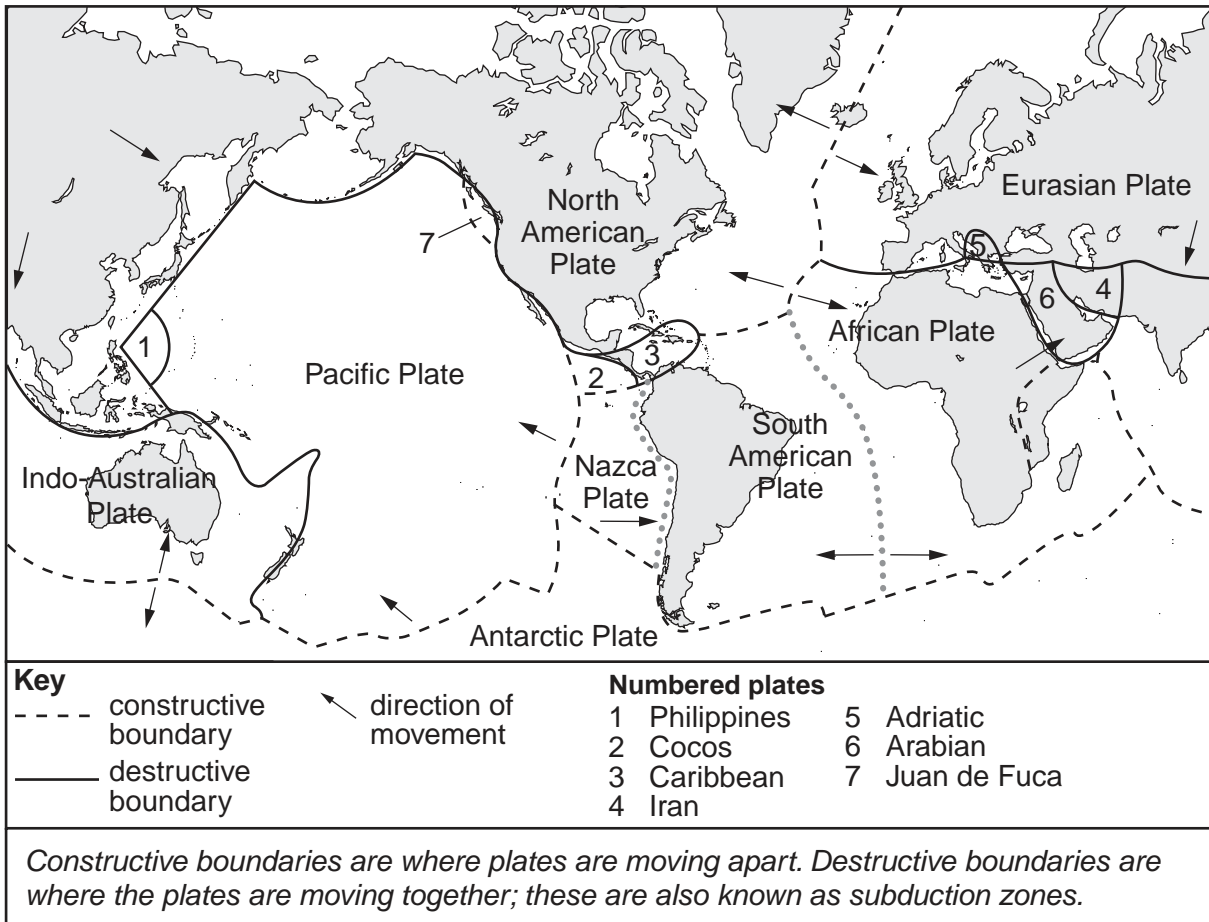 North
American
Plate
Eurasian Plate
7
5
6
4
African Plate
1
3
2
Pacific Plate
South
American
Plate
Nazca
Plate
Indo-Australian
Plate
Antarctic Plate
Key
constructive
boundary
destructive
boundary
direction of
movement
Numbered plates
1 Philippines
2 Cocos
3 Caribbean
4 Iran
5 Adriatic
6 Arabian
7 Juan de Fuca
Constructive boundaries are where plates are moving apart. Destructive boundaries are
where the plates are moving together; these are also known as subduction zones.